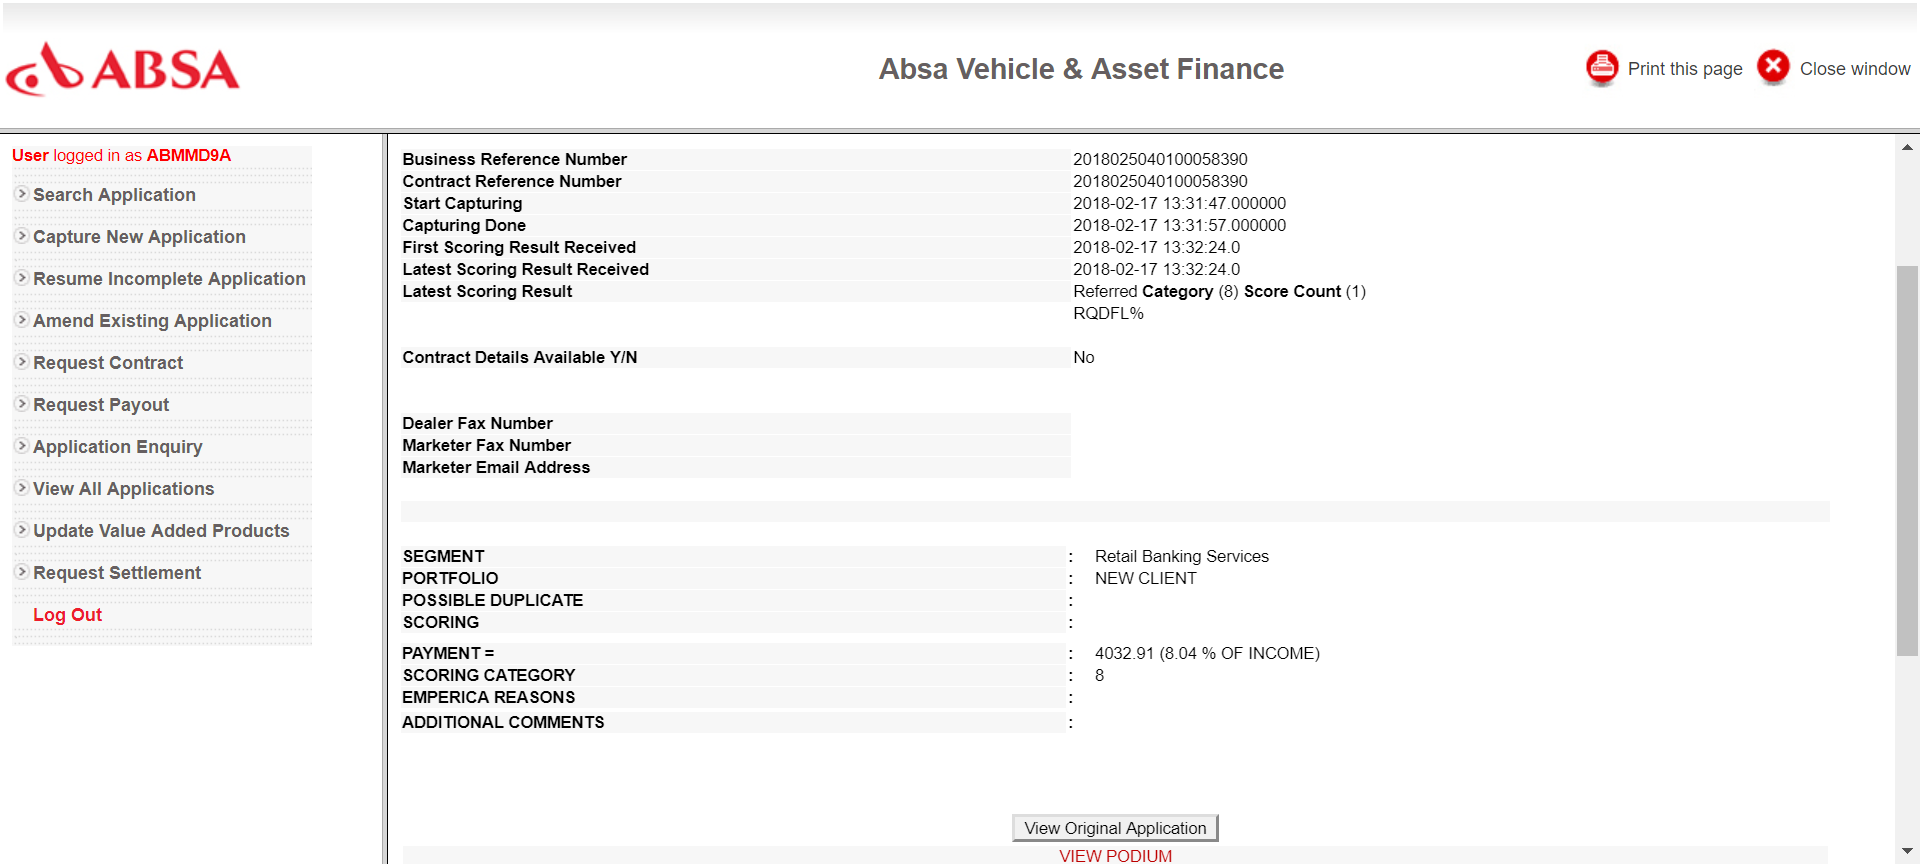 ABSA
Absa Vehicle & Asset Finance
Print this page
Close window
User logged in as ABMMD9A
Search Application
Capture New Application
Resume Incomplete Application
Amend Existing Application
Request Contract
Request Payout
Application Enquiry
View All Applications
Update Value Added Products
Request Settlement
Log Out
Business Reference Number 2018025040100058390
Contract Reference Number 2018025040100058390
Start Capturing 2018-02-17 13:31:47.000000
Capturing Done 2018-02-17 13:31:57.000000
First Scoring Result Received 2018-02-17 13:32:24.0
Latest Scoring Result Received 2018-02-17 13:32:24.0
Latest Scoring Result Referred Category (8) Score Count (1)
RQDFL%
Contract Details Available Y/N No
Dealer Fax Number
Marketer Fax Number
Marketer Email Address
SEGMENT : Retail Banking Services
PORTFOLIO : NEW CLIENT
POSSIBLE DUPLICATE :
SCORING :
PAYMENT = : 4032.91 (8.04 % OF INCOME)
SCORING CATEGORY : 8
EMPERICA REASONS :
ADDITIONAL COMMENTS :
View Original Application
VIEW PODIUM